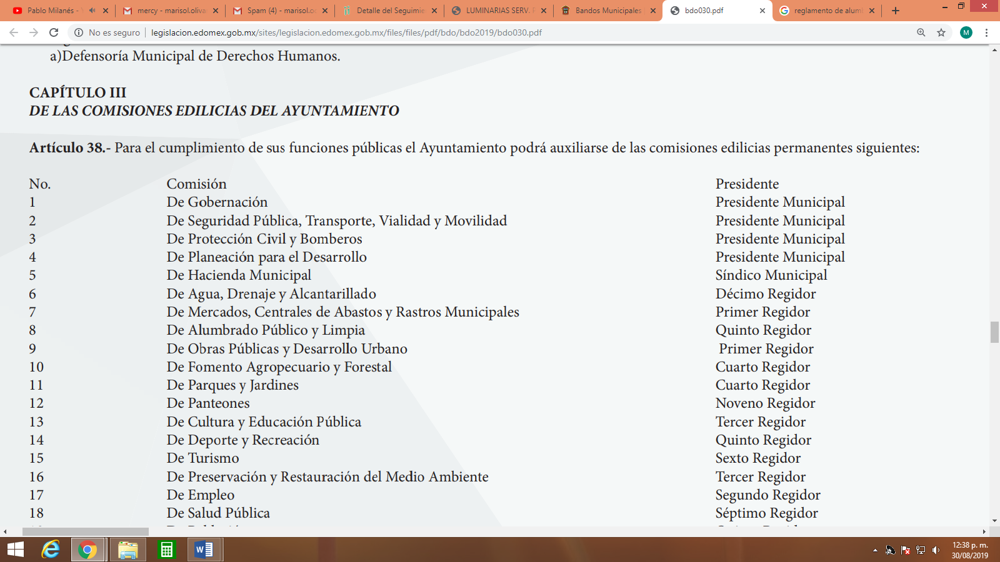 Pablo Milanés - Y
mercy - marisol.oliva
Spam (4) - marisol.oc
Detalle del Seguimie
LUMINARIAS SERV. P
Bandos Municipales
bdo030.pdf
reglamento de alum
No es seguro
legislacion.edomex.gob.mx/sites/legislacion.edomex.gob.mx/files/files/pdf/bdo/bdo2019/bdo030.pdf
M
a)Defensoría Municipal de Derechos Humanos.
CAPÍTULO III
DE LAS COMISIONES EDILICIAS DEL AYUNTAMIENTO
Artículo 38.- Para el cumplimiento de sus funciones públicas el Ayuntamiento podrá auxiliarse de las comisiones edilicias permanentes siguientes:
No. Comisión Presidente
1 De Gobernación Presidente Municipal
2 De Seguridad Pública, Transporte, Vialidad y Movilidad Presidente Municipal
3 De Protección Civil y Bomberos Presidente Municipal
4 De Planeación para el Desarrollo Presidente Municipal
5 De Hacienda Municipal Síndico Municipal
6 De Agua, Drenaje y Alcantarillado Décimo Regidor
7 De Mercados, Centrales de Abastos y Rastros Municipales Primer Regidor
8 De Alumbrado Público y Limpia Quinto Regidor
9 De Obras Públicas y Desarrollo Urbano Primer Regidor
10 De Fomento Agropecuario y Forestal Cuarto Regidor
11 De Parques y Jardines Cuarto Regidor
12 De Panteones Noveno Regidor
13 De Cultura y Educación Pública Tercer Regidor
14 De Deporte y Recreación Quinto Regidor
15 De Turismo Sexto Regidor
16 De Preservación y Restauración del Medio Ambiente Tercer Regidor
17 De Empleo Segundo Regidor
18 De Salud Pública Séptimo Regidor
12:38 p. m.
30/08/2019